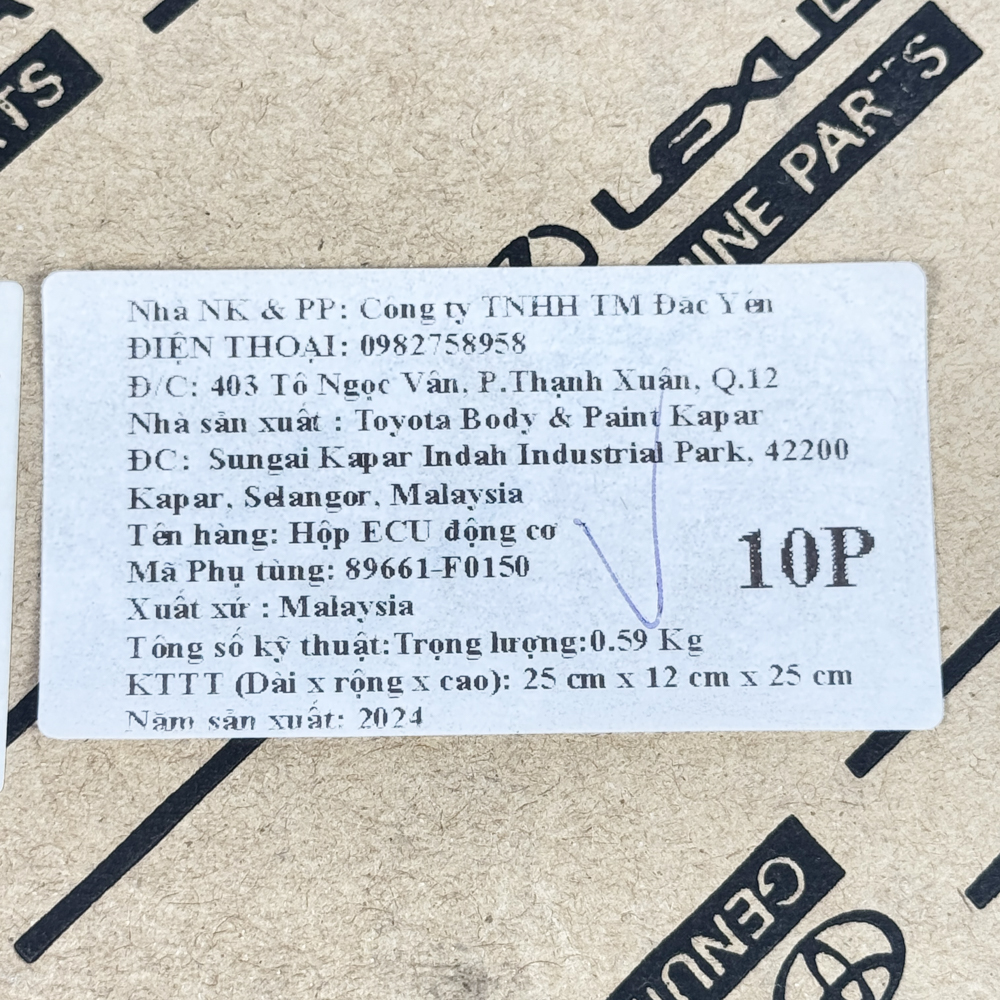 TS
LEXUS
GENUINE PARTS
Nhà NK & PP: Công ty TNHH TM Đắc Yến
ĐIỆN THOẠI: 0982758958
Đ/C: 403 Tô Ngọc Vân, P.Thạnh Xuân, Q.12
Nhà sản xuất : Toyota Body & Paint Kapar
ĐC: Sungai Kapar Indah Industrial Park, 42200
Kapar, Selangor, Malaysia
Tên hàng: Hộp ECU động cơ
Mã Phụ tùng: 89661-F0150
Xuất xứ : Malaysia
Tông số kỹ thuật:Trọng lượng:0.59 Kg
KTTT (Dài x rộng x cao): 25 cm x 12 cm x 25 cm
Năm sản xuất: 2024
10P
GENU